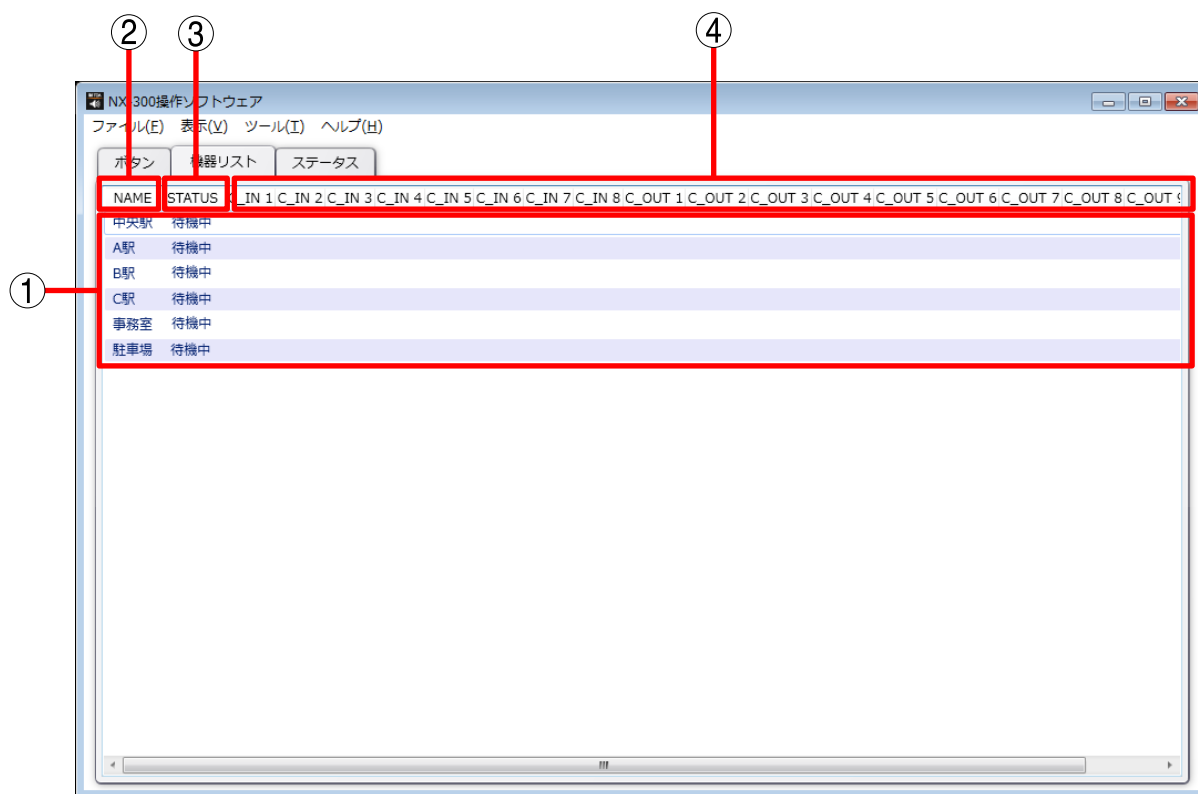 ② ③ ④
NX-300操作ソフトウェア
ファイル(F) 表示(V) ツール(T) ヘルプ(H)
ボタン 機器リスト ステータス
NAME STATUS C_IN 1 C_IN 2 C_IN 3 C_IN 4 C_IN 5 C_IN 6 C_IN 7 C_IN 8 C_OUT 1 C_OUT 2 C_OUT 3 C_OUT 4 C_OUT 5 C_OUT 6 C_OUT 7 C_OUT 8 C_OUT 9
中央駅 待機中
A駅 待機中
B駅 待機中
①
C駅 待機中
事務室 待機中
駐車場 待機中